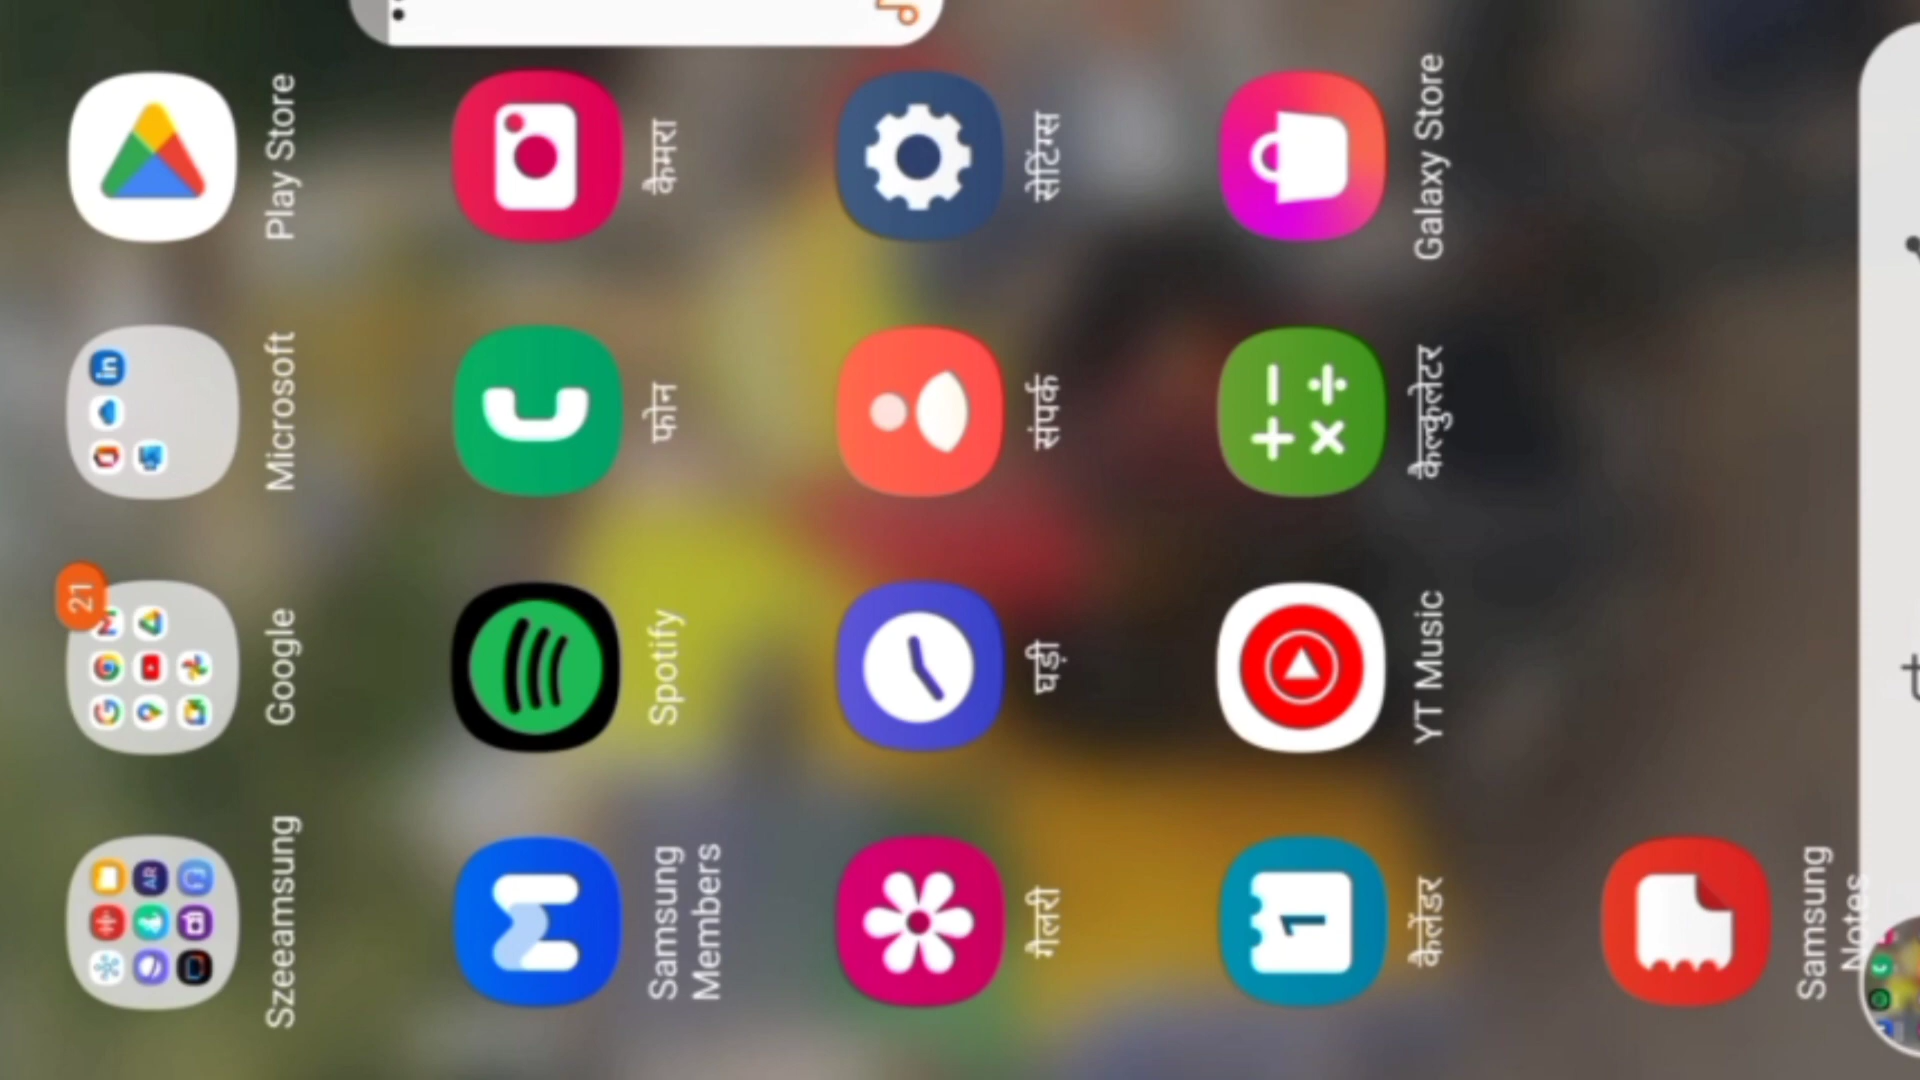 21
Szeeamsung
Google
Microsoft
Play Store
Samsung
Members
Spotify
फोन
कैमरा
गैलरी
घड़ी
संपर्क
सेटिंग्स
1
कैलेंडर
YT Music
कैल्कुलेटर
Galaxy Store
Samsung
Notes